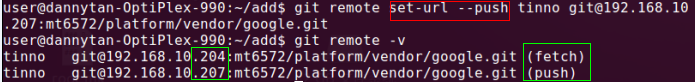 user@dannytan-OptiPlex-990:~/add$ git remote set-url --push tinno git@192.168.10
.207:mt6572/platform/vendor/google.git
user@dannytan-OptiPlex-990:~/add$ git remote -v
tinno git@192.168.10.204:mt6572/platform/vendor/google.git (fetch)
tinno git@192.168.10.207:mt6572/platform/vendor/google.git (push)